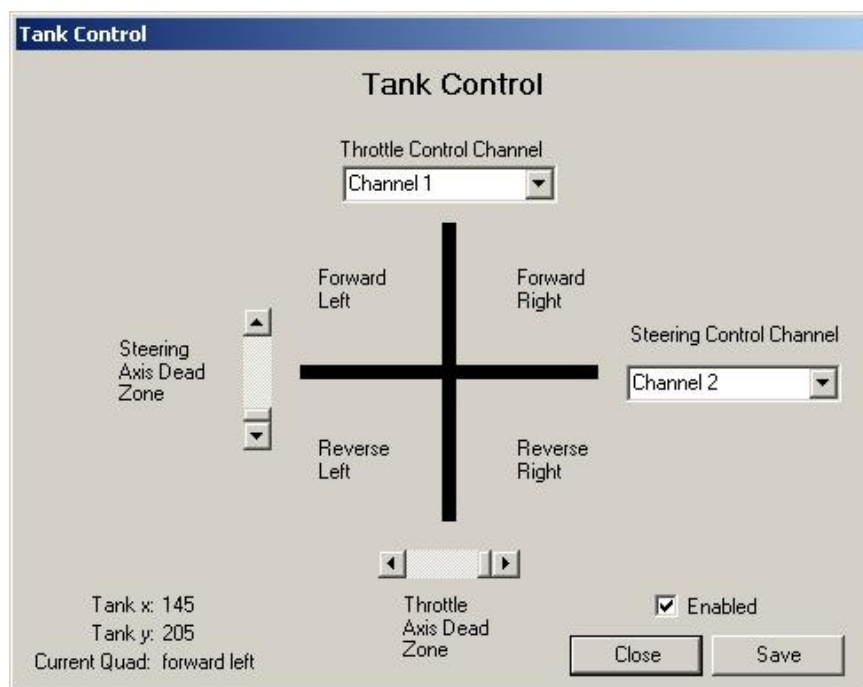 Tank Control
Tank Control
Throttle Control Channel
Channel 1
Forward
Left
Forward
Right
Steering
Axis Dead
Zone
Steering Control Channel
Channel 2
Reverse
Left
Reverse
Right
Tank x: 145
Tank y: 205
Current Quad: forward left
Throttle
Axis Dead
Zone
Enabled
Close
Save